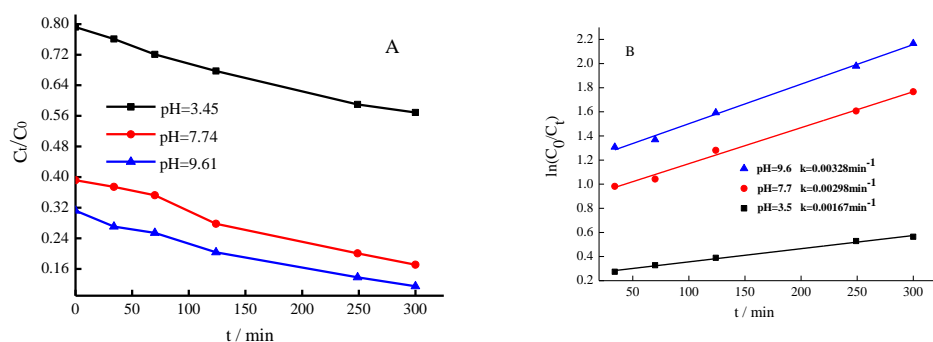 A
0.80
0.72
0.64
0.56
0.48
0.40
0.32
0.24
0.16
Ct/C0
pH=3.45
pH=7.74
pH=9.61
0 50 100 150 200 250 300
t / min
B
2.2
2.0
1.8
1.6
1.4
1.2
1.0
0.8
0.6
0.4
0.2
ln(C0/Ct)
pH=9.6 k=0.00328min-1
pH=7.7 k=0.00298min-1
pH=3.5 k=0.00167min-1
50 100 150 200 250 300
t / min